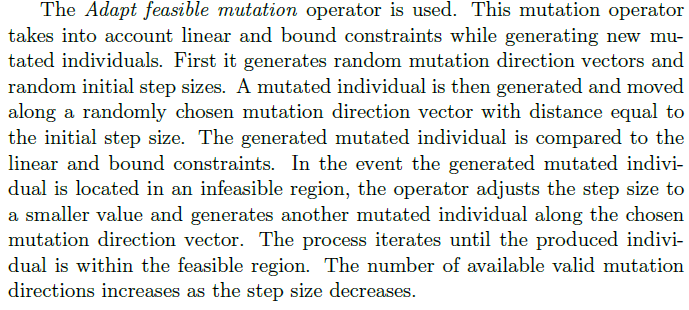 The Adapt feasible mutation operator is used. This mutation operator
takes into account linear and bound constraints while generating new mu-
tated individuals. First it generates random mutation direction vectors and
random initial step sizes. A mutated individual is then generated and moved
along a randomly chosen mutation direction vector with distance equal to
the initial step size. The generated mutated individual is compared to the
linear and bound constraints. In the event the generated mutated indivi-
dual is located in an infeasible region, the operator adjusts the step size to
a smaller value and generates another mutated individual along the chosen
mutation direction vector. The process iterates until the produced indivi-
dual is within the feasible region. The number of available valid mutation
directions increases as the step size decreases.